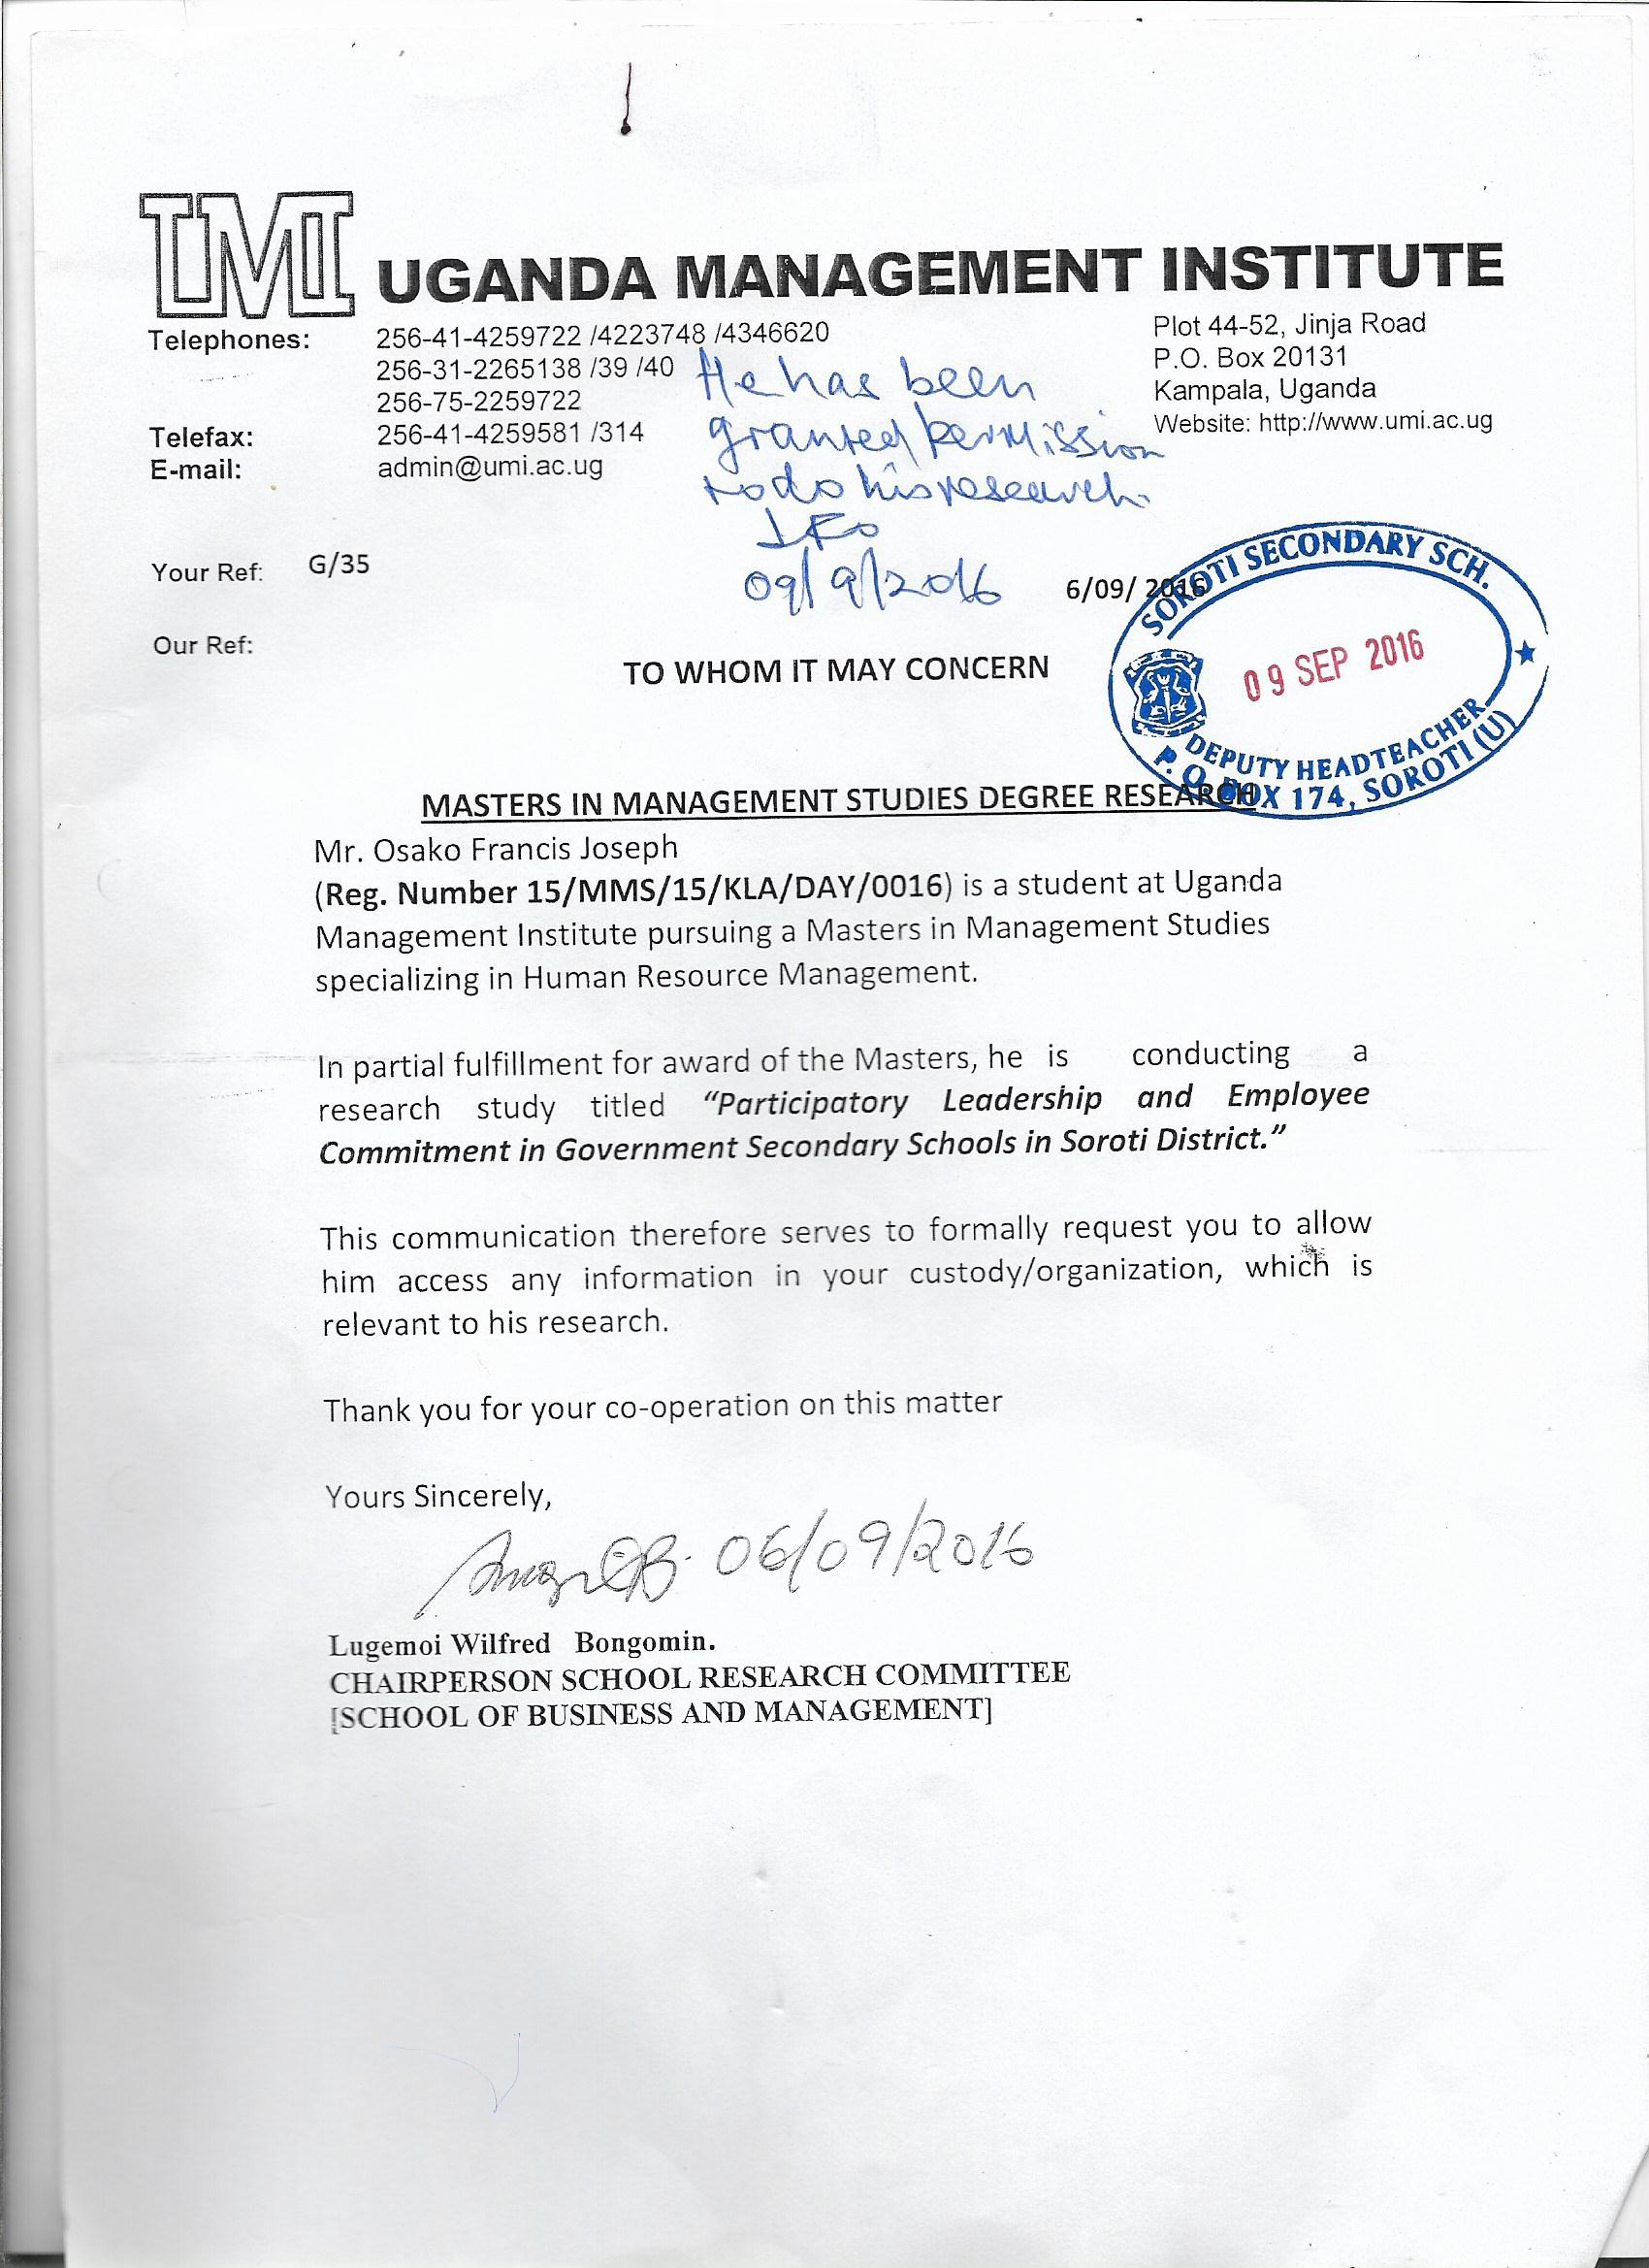 UMI UGANDA MANAGEMENT INSTITUTE
Telephones: 256-41-4259722 /4223748 /4346620
256-31-2265138 /39 /40
256-75-2259722
Telefax: 256-41-4259581 /314
E-mail: admin@umi.ac.ug
Plot 44-52, Jinja Road
P.O. Box 20131
Kampala, Uganda
Website: http://www.umi.ac.ug
He has been
granted permission
to do his research.
09/9/2016
Your Ref: G/35
6/09/ 2016
Our Ref:
SOROTI SECONDARY SCH.
09 SEP 2016
DEPUTY HEADTEACHER
P. O. BOX 174, SOROTI (U)
TO WHOM IT MAY CONCERN
MASTERS IN MANAGEMENT STUDIES DEGREE RESEARCH
Mr. Osako Francis Joseph
(Reg. Number 15/MMS/15/KLA/DAY/0016) is a student at Uganda
Management Institute pursuing a Masters in Management Studies
specializing in Human Resource Management.
In partial fulfillment for award of the Masters, he is conducting a
research study titled “Participatory Leadership and Employee
Commitment in Government Secondary Schools in Soroti District.”
This communication therefore serves to formally request you to allow
him access any information in your custody/organization, which is
relevant to his research.
Thank you for your co-operation on this matter
Yours Sincerely,
06/09/2016
Lugemoi Wilfred Bongomin.
CHAIRPERSON SCHOOL RESEARCH COMMITTEE
[SCHOOL OF BUSINESS AND MANAGEMENT]